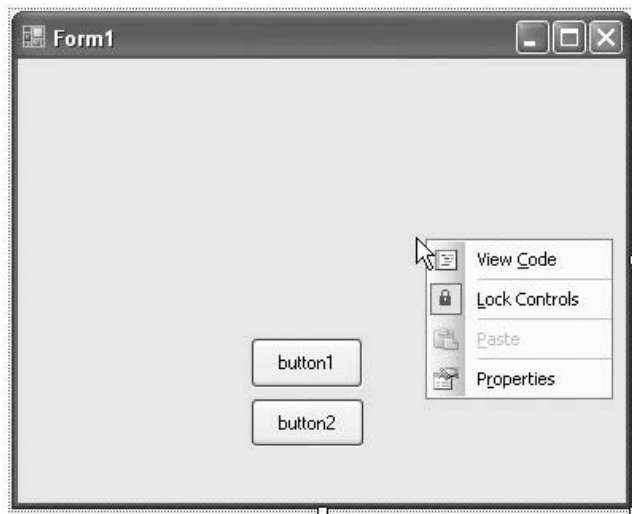 Form1
View Code
Lock Controls
Paste
Properties
button1
button2